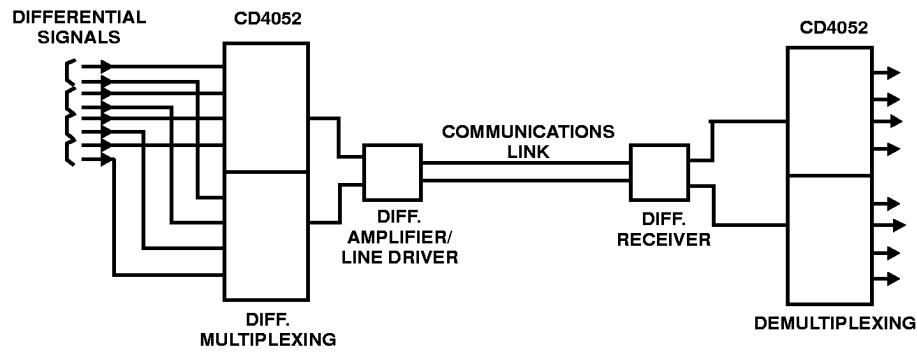 DIFFERENTIAL
SIGNALS
CD4052
CD4052
COMMUNICATIONS
LINK
DIFF.
AMPLIFIER/
LINE DRIVER
DIFF.
RECEIVER
DIFF.
MULTIPLEXING
DEMULTIPLEXING